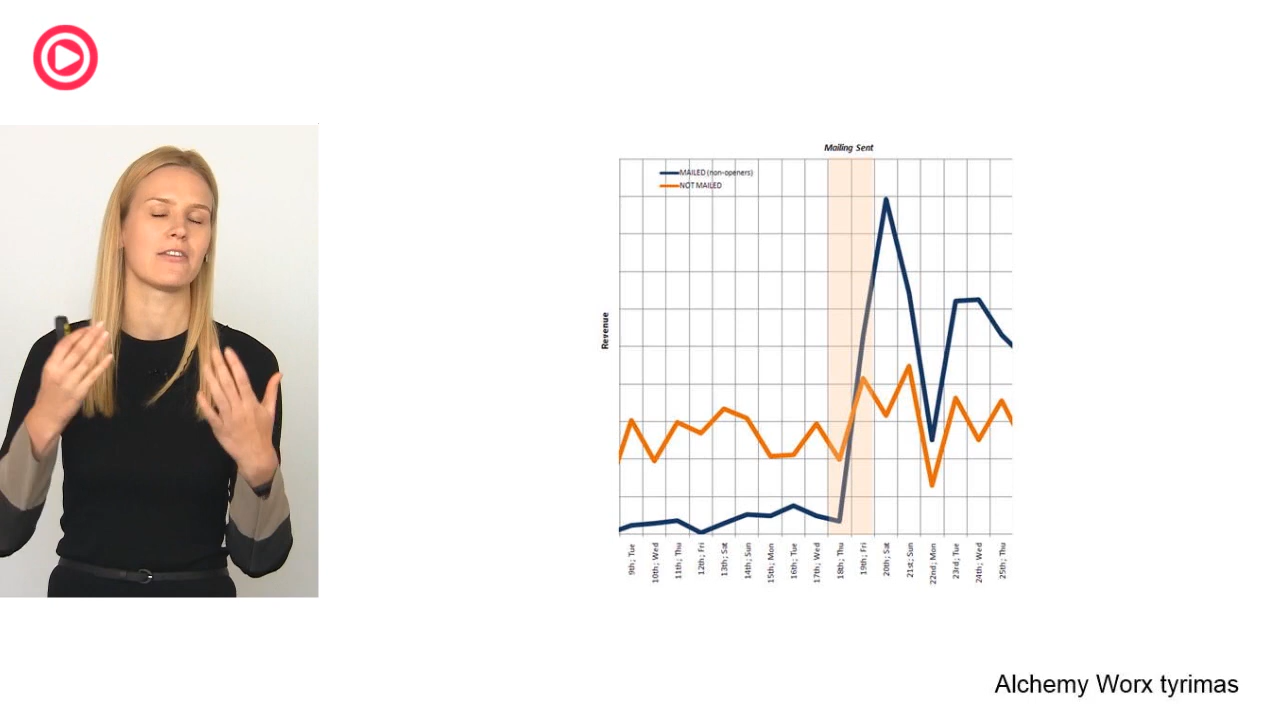 Mailing Sent
MAILED (non-openers)
NOT MAILED
Revenue
9th; Tue
10th; Wed
11th; Thu
12th; Fri
13th; Sat
14th; Sun
15th; Mon
16th; Tue
17th; Wed
18th; Thu
19th; Fri
20th; Sat
21st; Sun
22nd; Mon
23rd; Tue
24th; Wed
25th; Thu
Alchemy Worx tyrimas